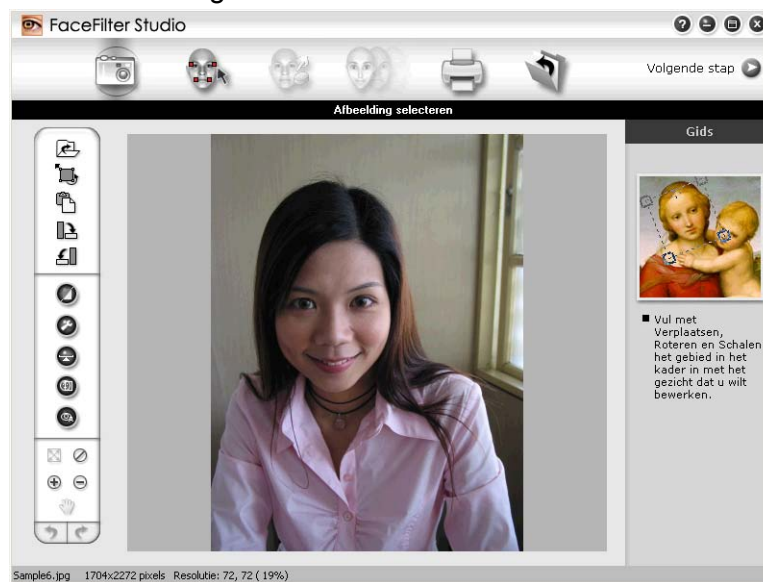 FaceFilter Studio
Volgende stap
Afbeelding selecteren
Gids
Vul met
Verplaatsen,
Roteren en Schalen
het gebied in het
kader in met het
gezicht dat u wilt
bewerken.
Sample6.jpg 1704x2272 pixels Resolutie: 72, 72 ( 19%)